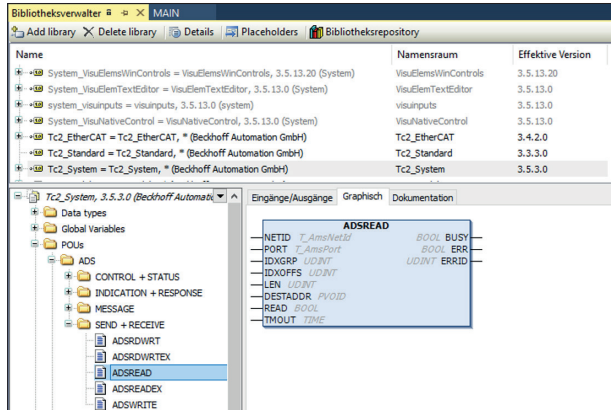 Bibliotheksverwalter MAIN
Add library Delete library Details Placeholders Bibliotheksrepository
Name Namensraum Effektive Version
System_VisuElemsWinControls = VisuElemsWinControls, 3.5.13.20 (System) VisuElemsWinControls 3.5.13.20
System_VisuElemTextEditor = VisuElemTextEditor, 3.5.13.0 (System) VisuElemTextEditor 3.5.13.0
system_visuinputs = visuinputs, 3.5.13.0 (system) visuinputs 3.5.13.0
System_VisuNativeControl = VisuNativeControl, 3.5.13.0 (System) VisuNativeControl 3.5.13.0
Tc2_EtherCAT = Tc2_EtherCAT, * (Beckhoff Automation GmbH) Tc2_EtherCAT 3.4.2.0
Tc2_Standard = Tc2_Standard, * (Beckhoff Automation GmbH) Tc2_Standard 3.3.3.0
Tc2_System = Tc2_System, * (Beckhoff Automation GmbH) Tc2_System 3.5.3.0
Tc2_System, 3.5.3.0 (Beckhoff Automati
Data types
Global Variables
POUs
ADS
CONTROL + STATUS
INDICATION + RESPONSE
MESSAGE
SEND + RECEIVE
ADSRDWRT
ADSRDWRTEX
ADSREAD
ADSREADEX
ADSWRITE
Eingänge/Ausgänge Graphisch Dokumentation
ADSREAD
NETID T_AmsNetId BOOL BUSY
PORT T_AmsPort BOOL ERR
IDXGRP UDINT UDINT ERRID
IDXOFFS UDINT
LEN UDINT
DESTADDR PVOID
READ BOOL
TMOUT TIME